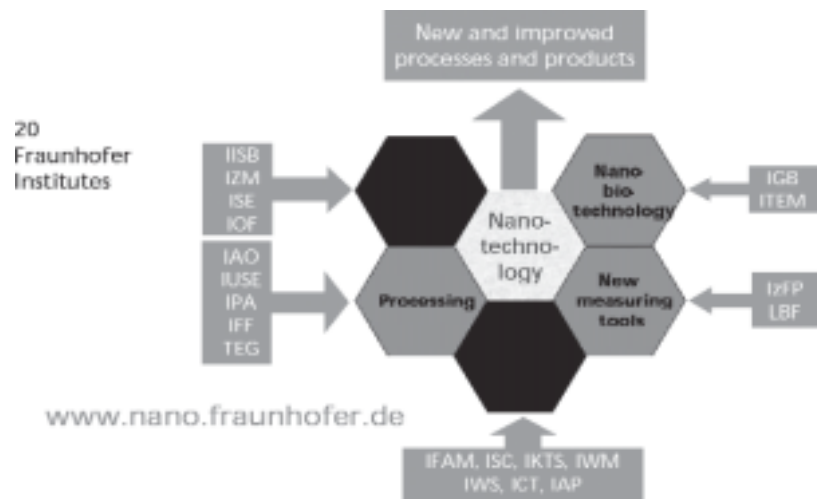 New and improved
processes and products
20
Fraunhofer
Institutes
IISB
IZM
ISE
IOF
IAO
IUSE
IPA
IFF
TEG
Nano-
techno-
logy
Nano-
bio-
technology
IGB
ITEM
Processing
New
measuring
tools
IzFP
LBF
www.nano.fraunhofer.de
IFAM, ISC, IKTS, IWM
IWS, ICT, IAP